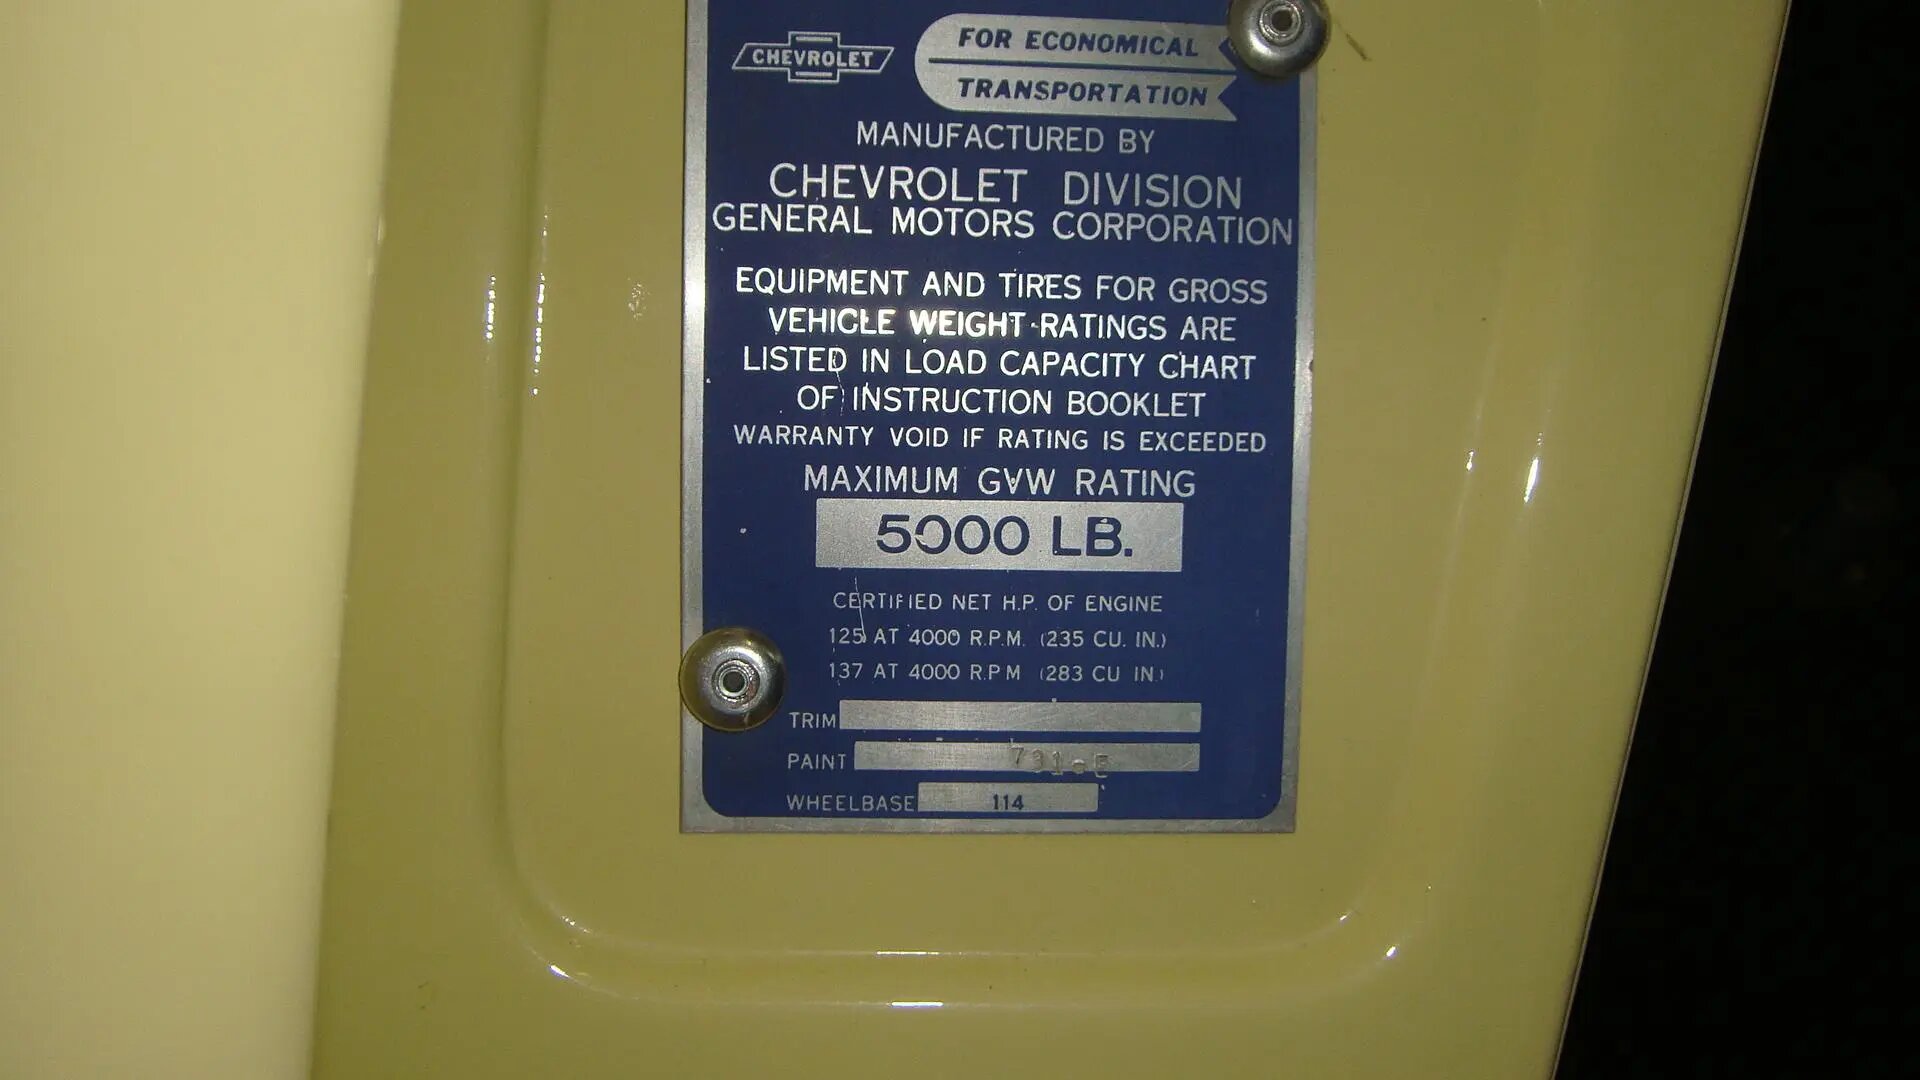 CHEVROLET
FOR ECONOMICAL
TRANSPORTATION
MANUFACTURED BY
CHEVROLET DIVISION
GENERAL MOTORS CORPORATION
EQUIPMENT AND TIRES FOR GROSS
VEHICLE WEIGHT RATINGS ARE
LISTED IN LOAD CAPACITY CHART
OF INSTRUCTION BOOKLET
WARRANTY VOID IF RATING IS EXCEEDED
MAXIMUM GVW RATING
5000 LB.
CERTIFIED NET H.P. OF ENGINE
125 AT 4000 R.P.M. (235 CU. IN.)
137 AT 4000 R.P.M (283 CU IN.)
TRIM
PAINT
WHEELBASE 114